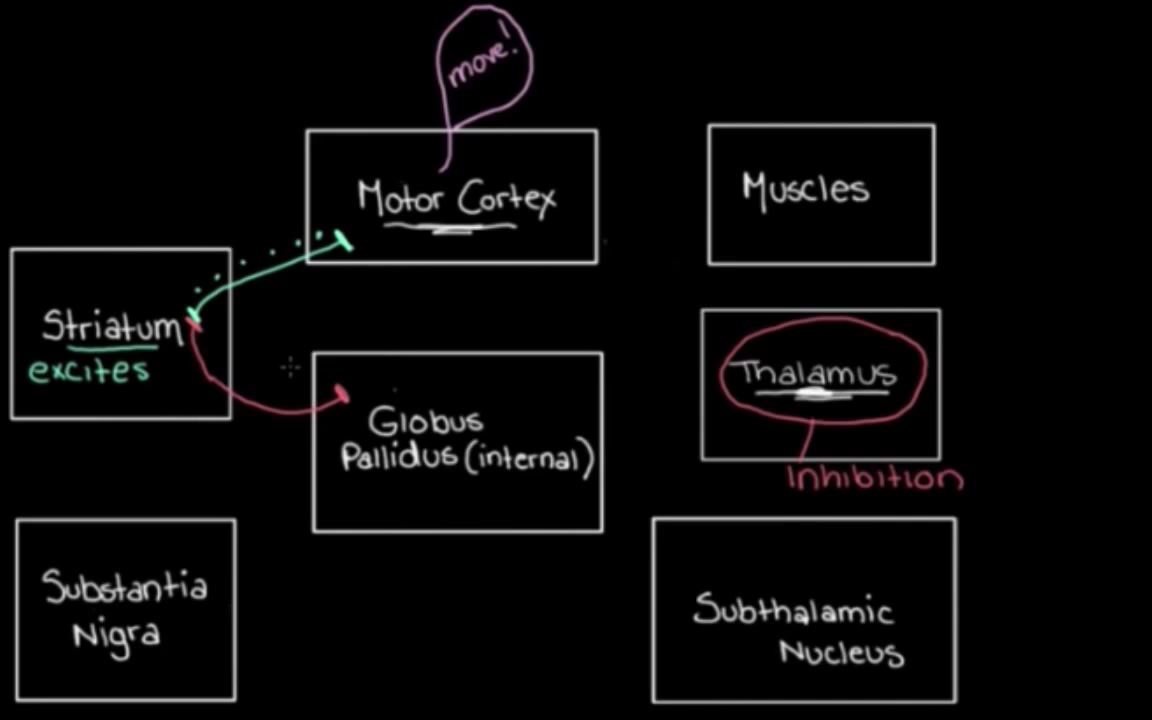 move!
Motor Cortex
Muscles
Striatum
excites
Globus
Pallidus (internal)
Thalamus
Inhibition
Substantia
Nigra
Subthalamic
Nucleus